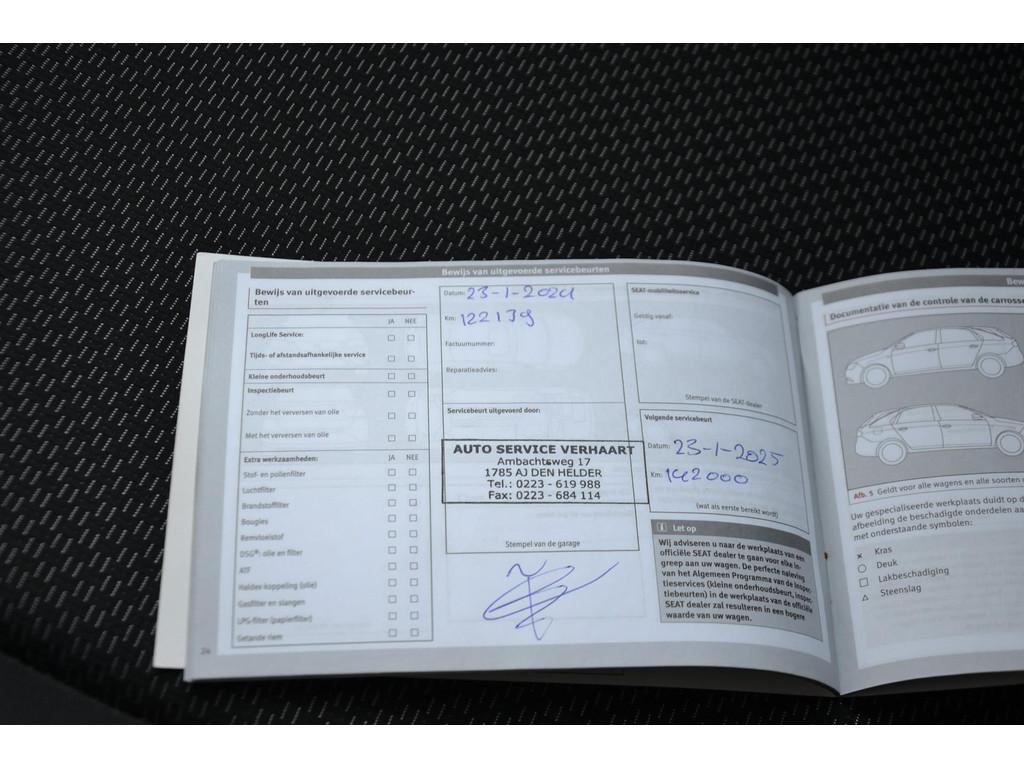 Bewijs van uitgevoerde servicebeurten
Bewijs van uitgevoerde servicebeur-
ten
JA NEE
LongLife Service:
Tijds- of afstandsafhankelijke service
Kleine onderhoudsbeurt
Inspectiebeurt
Zonder het verversen van olie
Met het verversen van olie
Extra werkzaamheden: JA NEE
Stof- en pollenfilter
Luchtfilter
Brandstoffilter
Bougies
Remvloeistof
DSG®: olie en filter
ATF
Haldex-koppeling (olie)
Gasfilter en slangen
LPG-filter (papierfilter)
Getande riem
24
Datum: 23-1-2024
Km: 122139
Factuurnummer:
Reparatieadvies:
Servicebeurt uitgevoerd door:
AUTO SERVICE VERHAART
Ambachtsweg 17
1785 AJ DEN HELDER
Tel.: 0223 - 619 988
Fax: 0223 - 684 114
Stempel van de garage
SEAT-mobiliteitsservice
Geldig vanaf:
tot:
Stempel van de SEAT-dealer
Volgende servicebeurt
Datum: 23-1-2025
Km: 142000
(wat als eerste bereikt wordt)
i Let op
Wij adviseren u naar de werkplaats van een
officiële SEAT dealer te gaan voor elke in-
greep aan uw wagen. De perfecte naleving
van het Algemeen Programma van de Inspec-
tieservices (kleine onderhoudsbeurt, inspec-
tiebeurten) in de werkplaats van de officiële
SEAT dealer zal resulteren in een hogere
waarde van uw wagen.
Documentatie van de controle van de carrosse
Afb. 5 Geldt voor alle wagens en alle soorten
Uw gespecialiseerde werkplaats duidt op d
afbeelding de beschadigde onderdelen aa
met onderstaande symbolen:
× Kras
○ Deuk
□ Lakbeschadiging
△ Steenslag